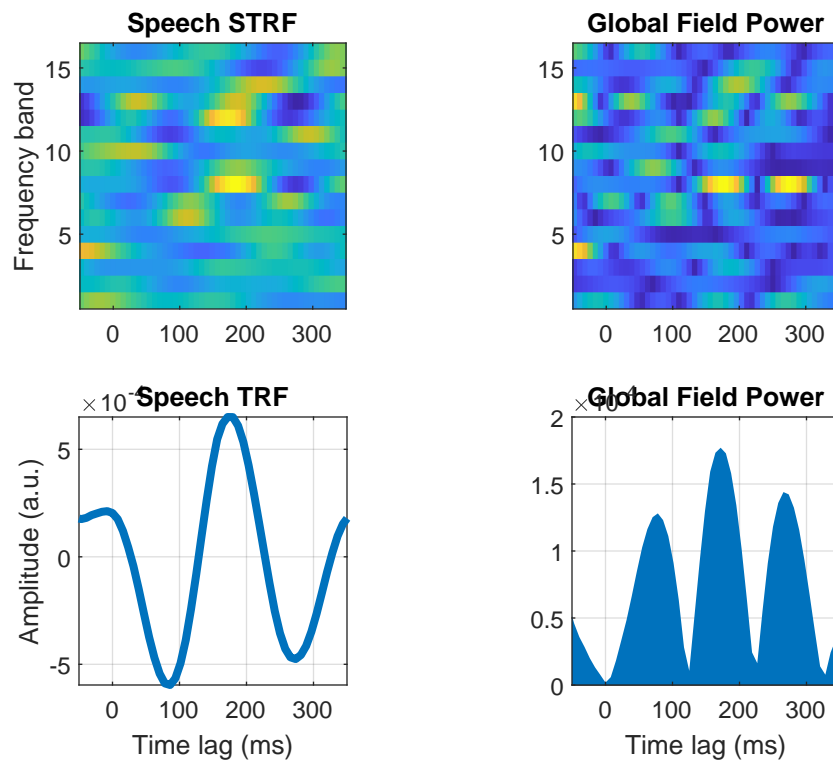 Speech STRF
Frequency band
15
10
5
0 100 200 300
Global Field Power
15
10
5
0 100 200 300
× 10⁻⁴
Speech TRF
Amplitude (a.u.)
5
0
-5
0 100 200 300
Time lag (ms)
Global Field Power
2
1.5
1
0.5
0
0 100 200 300
Time lag (ms)